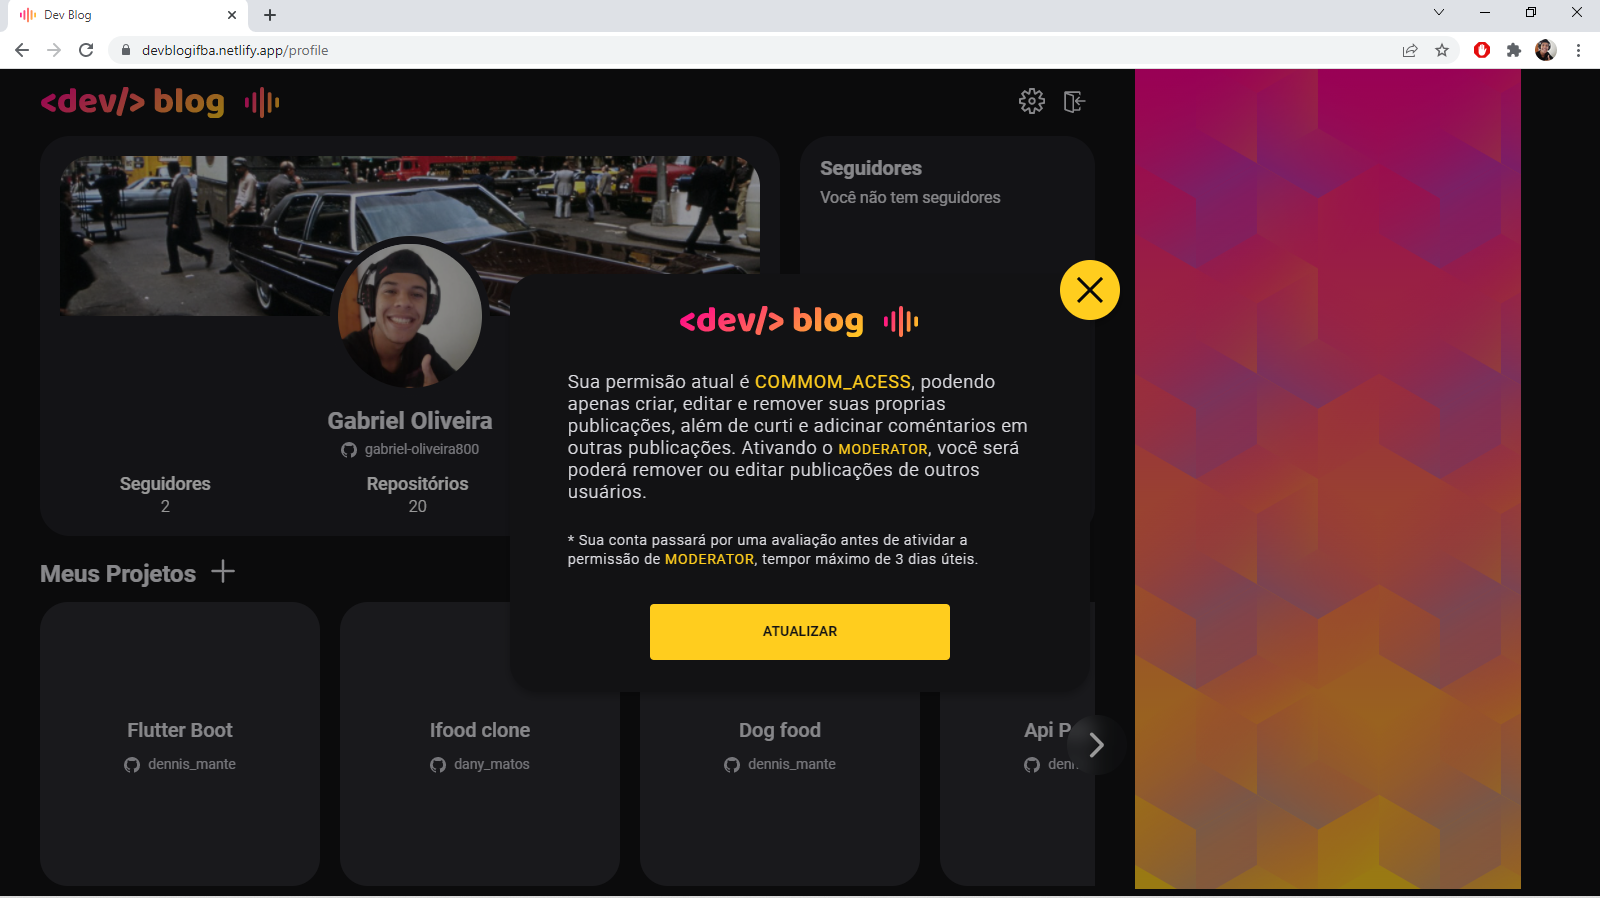 Dev Blog
devblogifba.netlify.app/profile
<dev/> blog
Seguidores
Você não tem seguidores
Gabriel Oliveira
gabriel-oliveira800
Seguidores
2
Repositórios
20
<dev/> blog
Sua permisão atual é COMMOM_ACESS, podendo
apenas criar, editar e remover suas proprias
publicações, além de curti e adicinar coméntarios em
outras publicações. Ativando o MODERATOR, você será
poderá remover ou editar publicações de outros
usuários.
* Sua conta passará por uma avaliação antes de atividar a
permissão de MODERATOR, tempor máximo de 3 dias úteis.
ATUALIZAR
Meus Projetos
Flutter Boot
dennis_mante
Ifood clone
dany_matos
Dog food
dennis_mante
Api